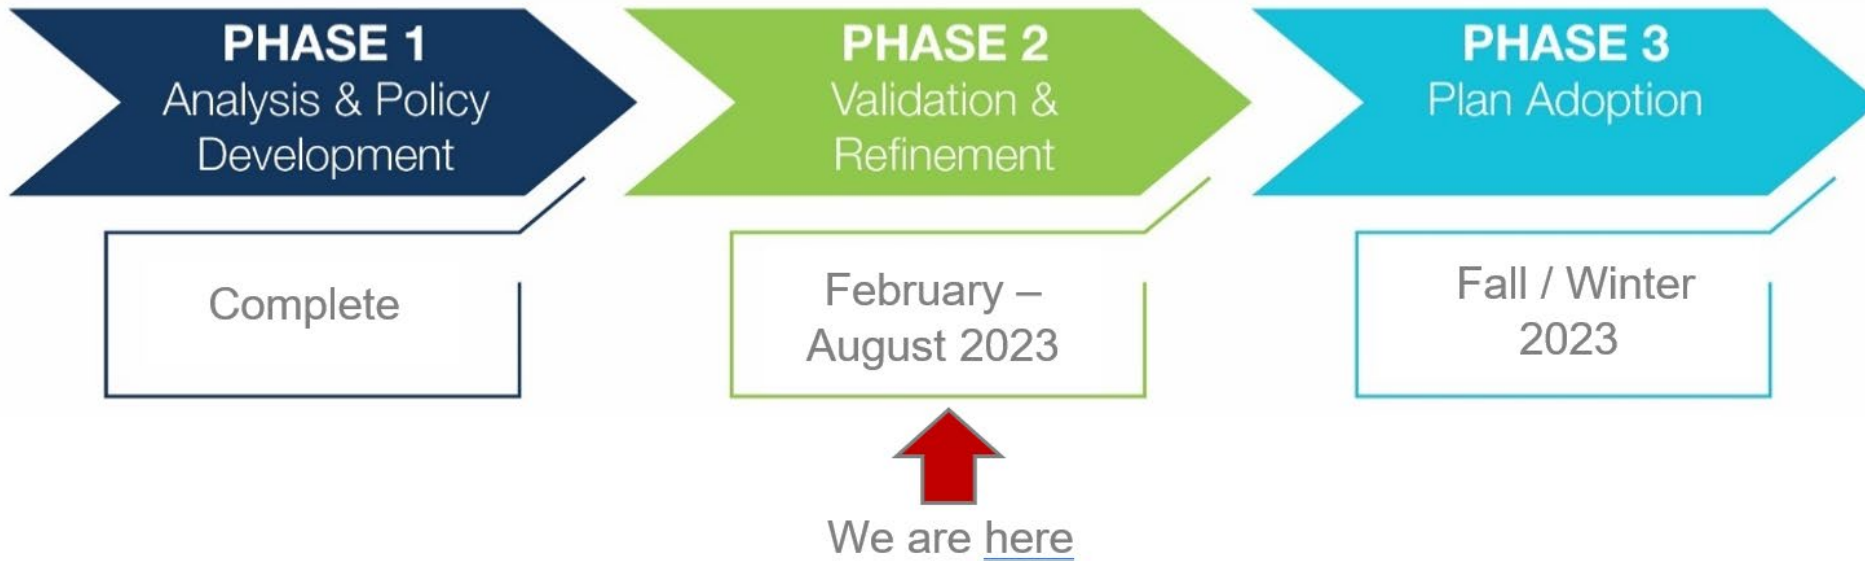 PHASE 1
Analysis & Policy
Development
Complete
PHASE 2
Validation &
Refinement
February –
August 2023
We are here
PHASE 3
Plan Adoption
Fall / Winter
2023